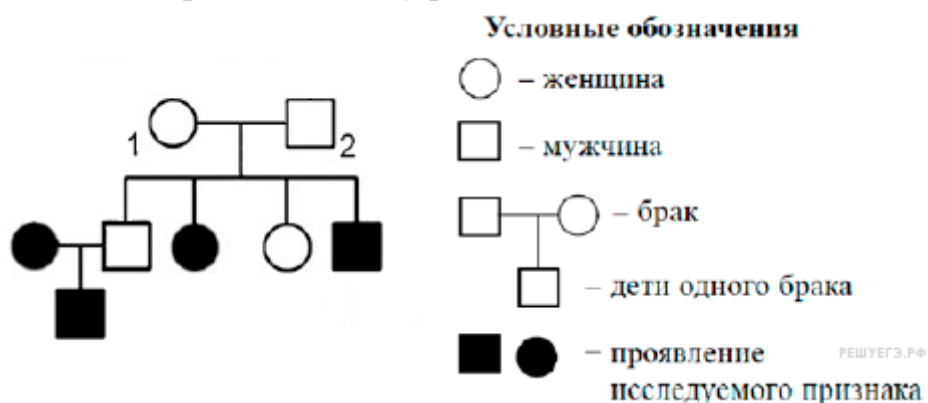 Условные обозначения
– женщина
1
2
– мужчина
– брак
– дети одного брака
– проявление
исследуемого признака
РЕШУЕГЭ.РФ